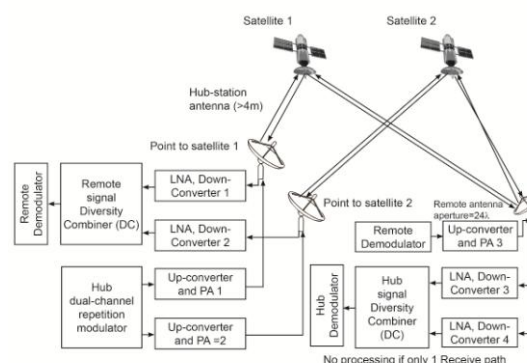 Satellite 1
Satellite 2
Hub-station
antenna (>4m)
Point to satellite 1
Remote
Demodulator
Remote
signal
Diversity
Combiner (DC)
LNA, Down-
Converter 1
LNA, Down-
Converter 2
Point to satellite 2
Remote antenna
aperture=24λ
Remote
Demodulator
Up-converter
and PA 3
Hub
dual-channel
repetition
modulator
Up-converter
and PA 1
Up-converter
and PA =2
Hub
Demodulator
Hub
signal
Diversity
Combiner (DC)
LNA, Down-
Converter 3
LNA, Down-
Converter 4
No processing if only 1 Receive path